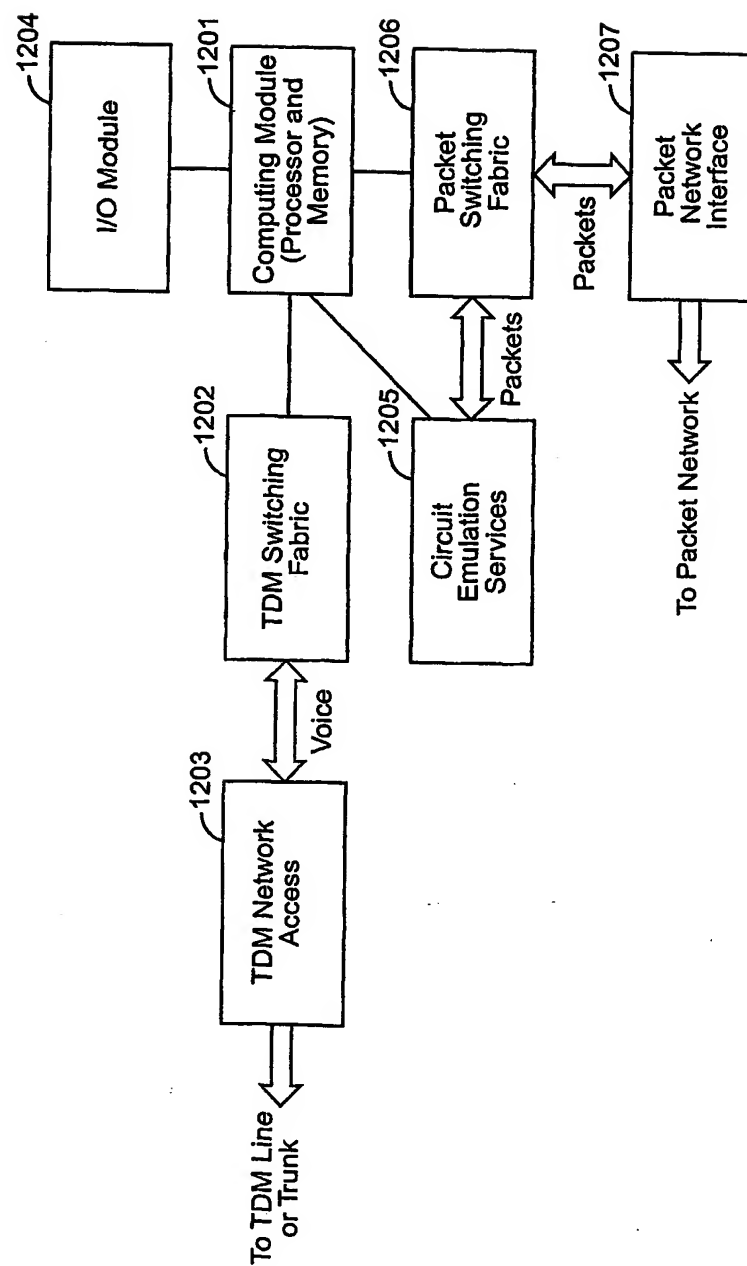 1204
I/O Module
1201
Computing Module
(Processor and
Memory)
1206
Packet
Switching
Fabric
Packets
1207
Packet
Network
Interface
1202
TDM Switching
Fabric
1205
Circuit
Emulation
Services
Packets
To Packet Network
Voice
1203
TDM Network
Access
To TDM Line
or Trunk